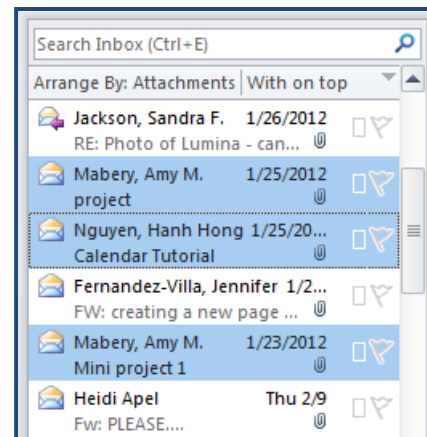 Search Inbox (Ctrl+E)
Arrange By: Attachments With on top
Jackson, Sandra F. 1/26/2012
RE: Photo of Lumina - can...
Mabery, Amy M. 1/25/2012
project
Nguyen, Hanh Hong 1/25/20...
Calendar Tutorial
Fernandez-Villa, Jennifer 1/2...
FW: creating a new page ...
Mabery, Amy M. 1/23/2012
Mini project 1
Heidi Apel Thu 2/9
Fw: PLEASE....